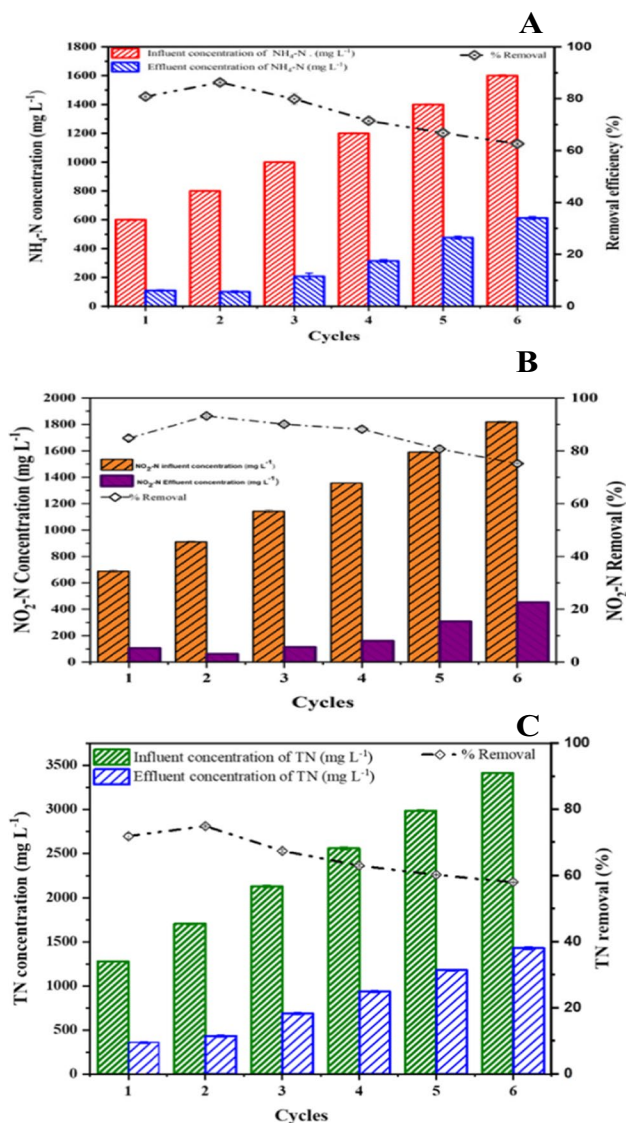 A
1800
1600
1400
1200
1000
800
600
400
200
0
NH₄-N concentration (mg L⁻¹)
Influent concentration of NH₄-N . (mg L⁻¹)
Effluent concentration of NH₄-N (mg L⁻¹)
% Removal
100
80
60
40
20
0
Removal efficiency (%)
1 2 3 4 5 6
Cycles
B
2000
1800
1600
1400
1200
1000
800
600
400
200
0
NO₂-N Concentration (mg L⁻¹)
NO₂-N influent concentration (mg L⁻¹)
NO₂-N Effluent concentration (mg L⁻¹)
% Removal
100
80
60
40
20
0
NO₂-N Removal (%)
1 2 3 4 5 6
Cycles
C
3500
3000
2500
2000
1500
1000
500
0
TN concentration (mg L⁻¹)
Influent concentration of TN (mg L⁻¹)
Effluent concentration of TN (mg L⁻¹)
% Removal
100
80
60
40
20
0
TN removal (%)
1 2 3 4 5 6
Cycles